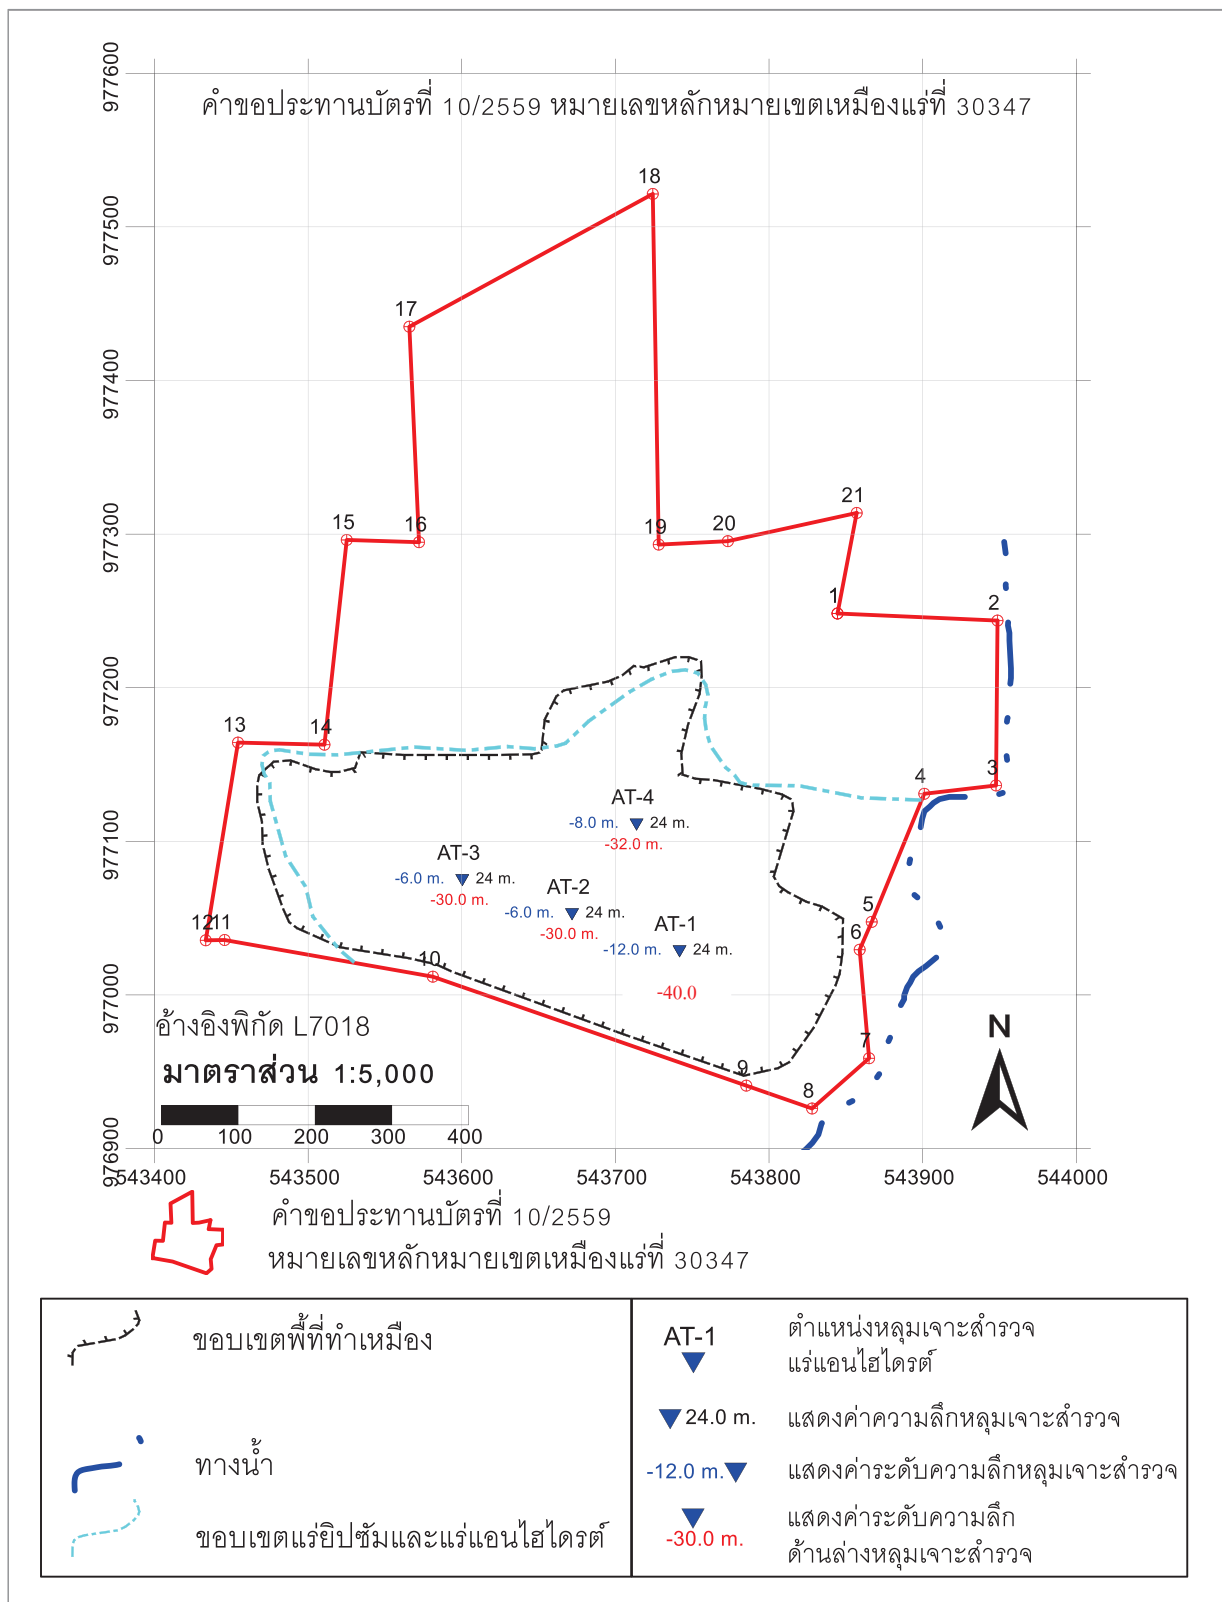 คำขอประทานบัตรที่ 10/2559 หมายเลขหลักหมายเขตเหมืองแร่ที่ 30347
977600
977500
977400
977300
977200
977100
977000
976900
18
17
15
16
19
20
21
1
2
13
14
4
3
AT-4
-8.0 m. 24 m.
-32.0 m.
AT-3
-6.0 m. 24 m.
-30.0 m.
AT-2
-6.0 m. 24 m.
-30.0 m.
AT-1
-12.0 m. 24 m.
-40.0
5
6
12
11
10
7
9
8
N
อ้างอิงพิกัด L7018
มาตราส่วน 1:5,000
0 100 200 300 400
543400 543500 543600 543700 543800 543900 544000
คำขอประทานบัตรที่ 10/2559
หมายเลขหลักหมายเขตเหมืองแร่ที่ 30347
ขอบเขตพื้ที่ทำเหมือง
ทางน้ำ
ขอบเขตแร่ยิปซัมและแร่แอนไฮไดรต์
AT-1 ตำแหน่งหลุมเจาะสำรวจ
แร่แอนไฮไดรต์
24.0 m. แสดงค่าความลึกหลุมเจาะสำรวจ
-12.0 m. แสดงค่าระดับความลึกหลุมเจาะสำรวจ
-30.0 m. แสดงค่าระดับความลึก
ด้านล่างหลุมเจาะสำรวจ